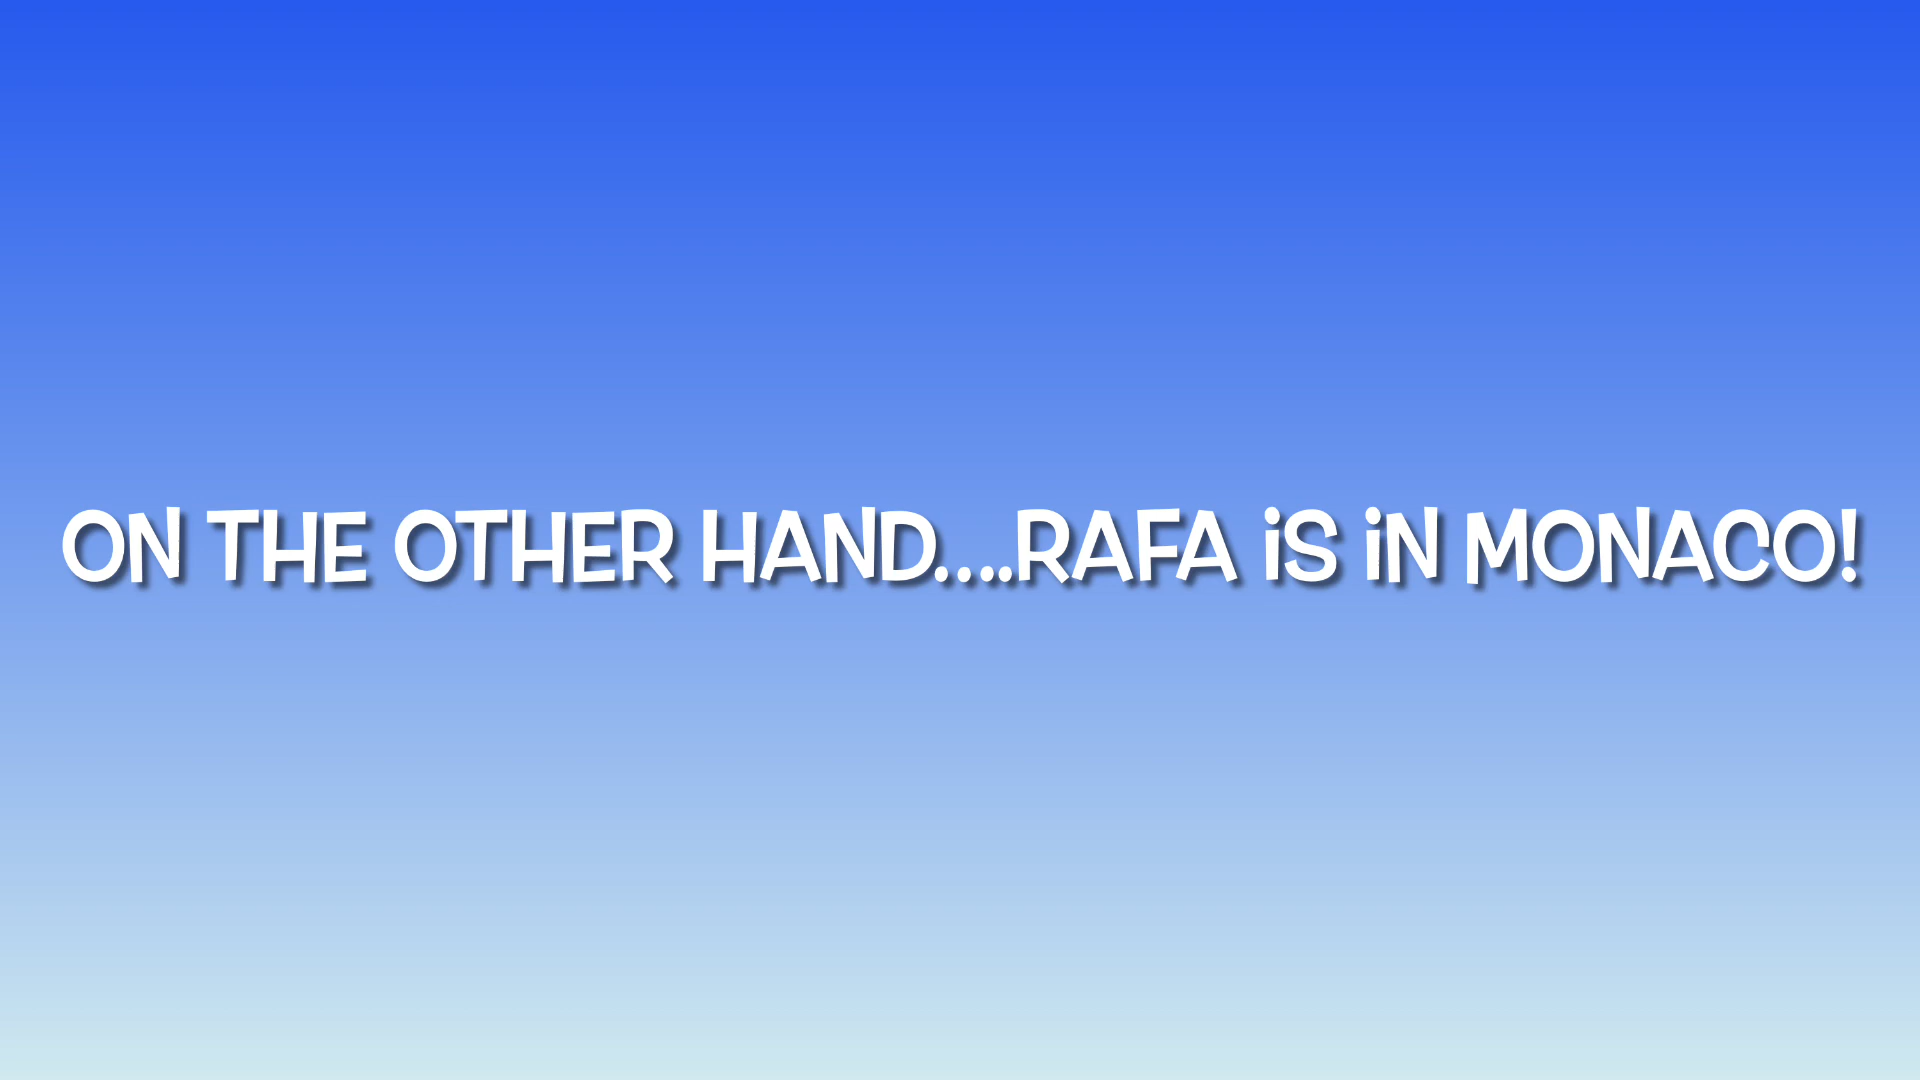 ON THE OTHER HAND....RAFA iS iN MONACO!